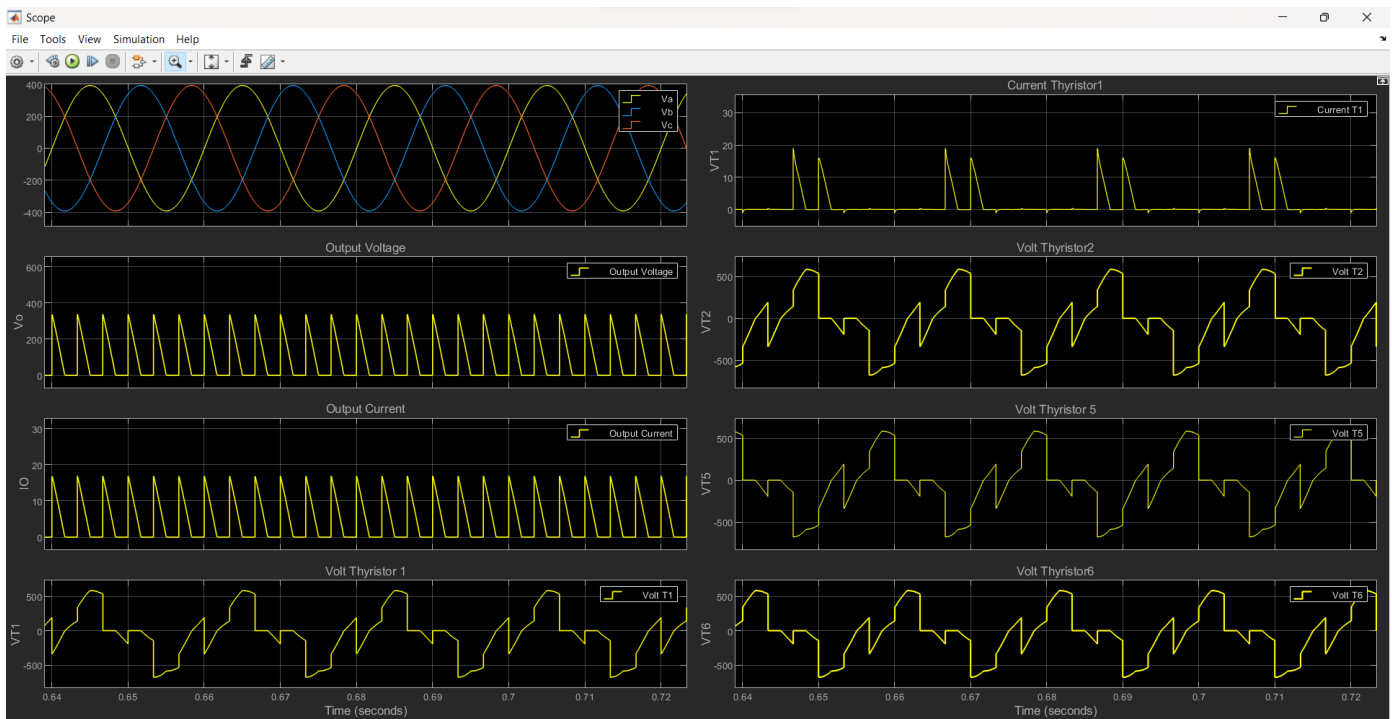 Scope
File Tools View Simulation Help
Va
Vb
Vc
400
200
0
-200
-400
Output Voltage
Output Voltage
Vo
600
400
200
0
Output Current
Output Current
IO
30
20
10
0
Volt Thyristor 1
Volt T1
VT1
500
0
-500
0.64 0.65 0.66 0.67 0.68 0.69 0.7 0.71 0.72
Time (seconds)
Current Thyristor1
Current T1
VT1
30
20
10
0
Volt Thyristor2
Volt T2
VT2
500
0
-500
Volt Thyristor 5
Volt T5
VT5
500
0
-500
Volt Thyristor6
Volt T6
VT6
500
0
-500
0.64 0.65 0.66 0.67 0.68 0.69 0.7 0.71 0.72
Time (seconds)